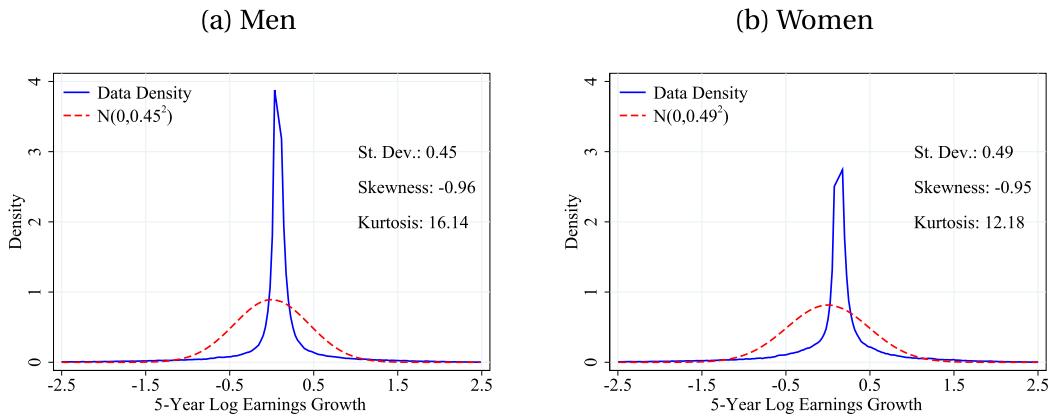 (a) Men
4
3
2
1
0
Density
Data Density
N(0,0.45²)
St. Dev.: 0.45
Skewness: -0.96
Kurtosis: 16.14
-2.5 -1.5 -0.5 0.5 1.5 2.5
5-Year Log Earnings Growth
(b) Women
4
3
2
1
0
Density
Data Density
N(0,0.49²)
St. Dev.: 0.49
Skewness: -0.95
Kurtosis: 12.18
-2.5 -1.5 -0.5 0.5 1.5 2.5
5-Year Log Earnings Growth